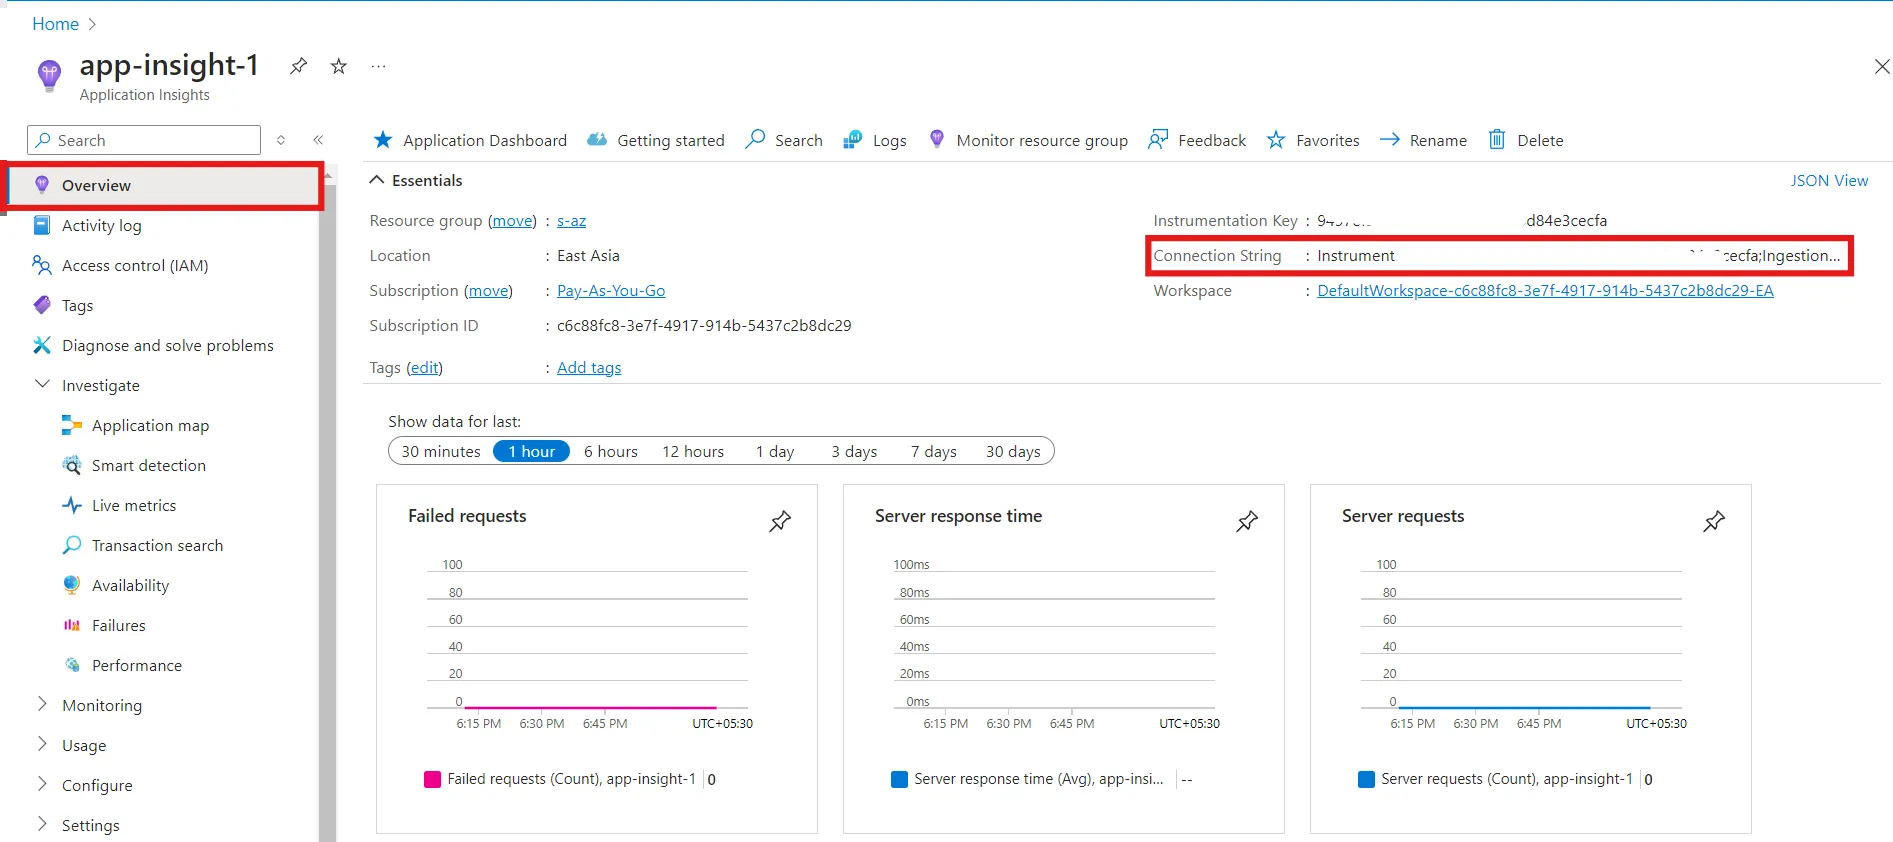 Home
app-insight-1
Application Insights
Search
Application Dashboard Getting started Search Logs Monitor resource group Feedback Favorites Rename Delete
Overview
Activity log
Access control (IAM)
Tags
Diagnose and solve problems
Investigate
Application map
Smart detection
Live metrics
Transaction search
Availability
Failures
Performance
Monitoring
Usage
Configure
Settings
Essentials
JSON View
Resource group (move) : s-az
Location : East Asia
Subscription (move) : Pay-As-You-Go
Subscription ID : c6c88fc8-3e7f-4917-914b-5437c2b8dc29
Tags (edit) : Add tags
Instrumentation Key : d84e3cecfa
Connection String : Instrument cecfa;Ingestion...
Workspace : DefaultWorkspace-c6c88fc8-3e7f-4917-914b-5437c2b8dc29-EA
Show data for last:
30 minutes 1 hour 6 hours 12 hours 1 day 3 days 7 days 30 days
Failed requests
100
80
60
40
20
0
6:15 PM 6:30 PM 6:45 PM UTC+05:30
Failed requests (Count), app-insight-1 0
Server response time
100ms
80ms
60ms
40ms
20ms
0ms
6:15 PM 6:30 PM 6:45 PM UTC+05:30
Server response time (Avg), app-insi... --
Server requests
100
80
60
40
20
0
6:15 PM 6:30 PM 6:45 PM UTC+05:30
Server requests (Count), app-insight-1 0